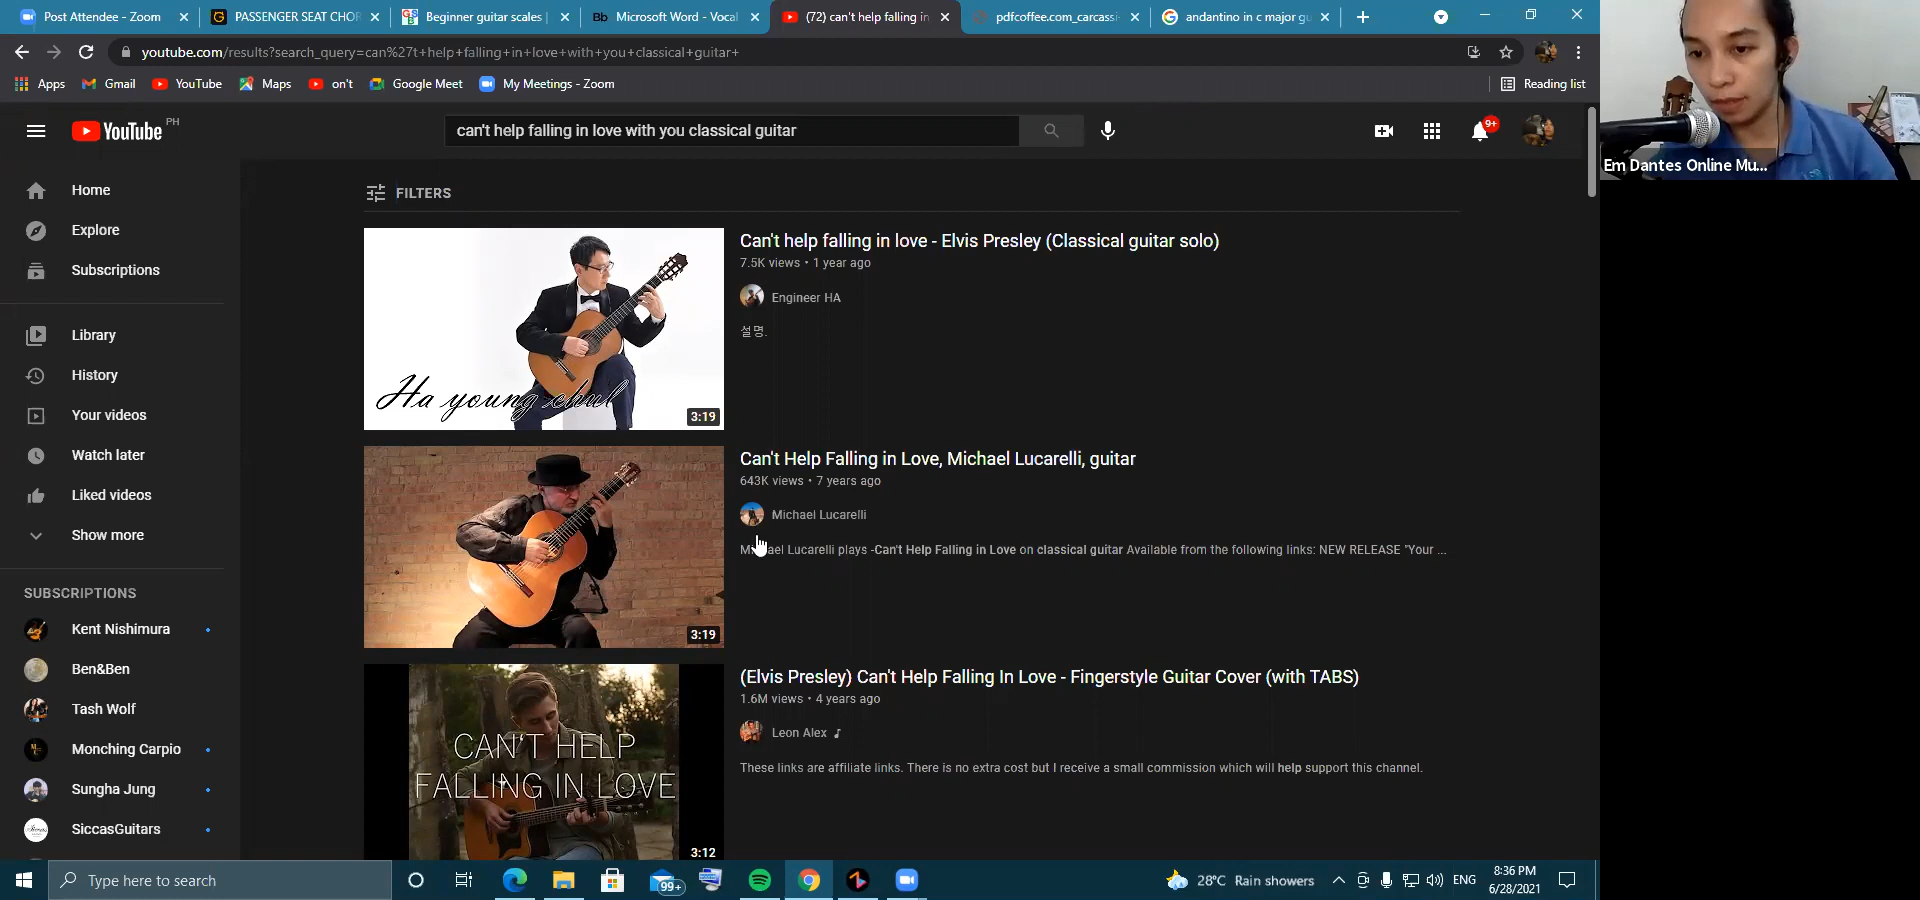 Post Attendee - Zoom
PASSENGER SEAT CHOR
Beginner guitar scales |
Bb Microsoft Word - Vocal
(72) can't help falling in
pdfcoffee.com_carcassi-
andantino in c major gu
youtube.com/results?search_query=can%27t+help+falling+in+love+with+you+classical+guitar+
Apps
Gmail
YouTube
Maps
on't
Google Meet
My Meetings - Zoom
Reading list
YouTube PH
can't help falling in love with you classical guitar
9+
Em Dantes Online Mu...
Home
Explore
Subscriptions
Library
History
Your videos
Watch later
Liked videos
Show more
SUBSCRIPTIONS
Kent Nishimura
Ben&Ben
Tash Wolf
Monching Carpio
Sungha Jung
SiccasGuitars
FILTERS
Ha young chul
3:19
Can't help falling in love - Elvis Presley (Classical guitar solo)
7.5K views • 1 year ago
Engineer HA
설명.
3:19
Can't Help Falling in Love, Michael Lucarelli, guitar
643K views • 7 years ago
Michael Lucarelli
Lucarelli plays -Can't Help Falling in Love on classical guitar Available from the following links: NEW RELEASE "Your ...
CAN'T HELP
FALLING IN LOVE
3:12
(Elvis Presley) Can't Help Falling In Love - Fingerstyle Guitar Cover (with TABS)
1.6M views • 4 years ago
Leon Alex
These links are affiliate links. There is no extra cost but I receive a small commission which will help support this channel.
Type here to search
99+
28°C Rain showers
ENG
8:36 PM
6/28/2021